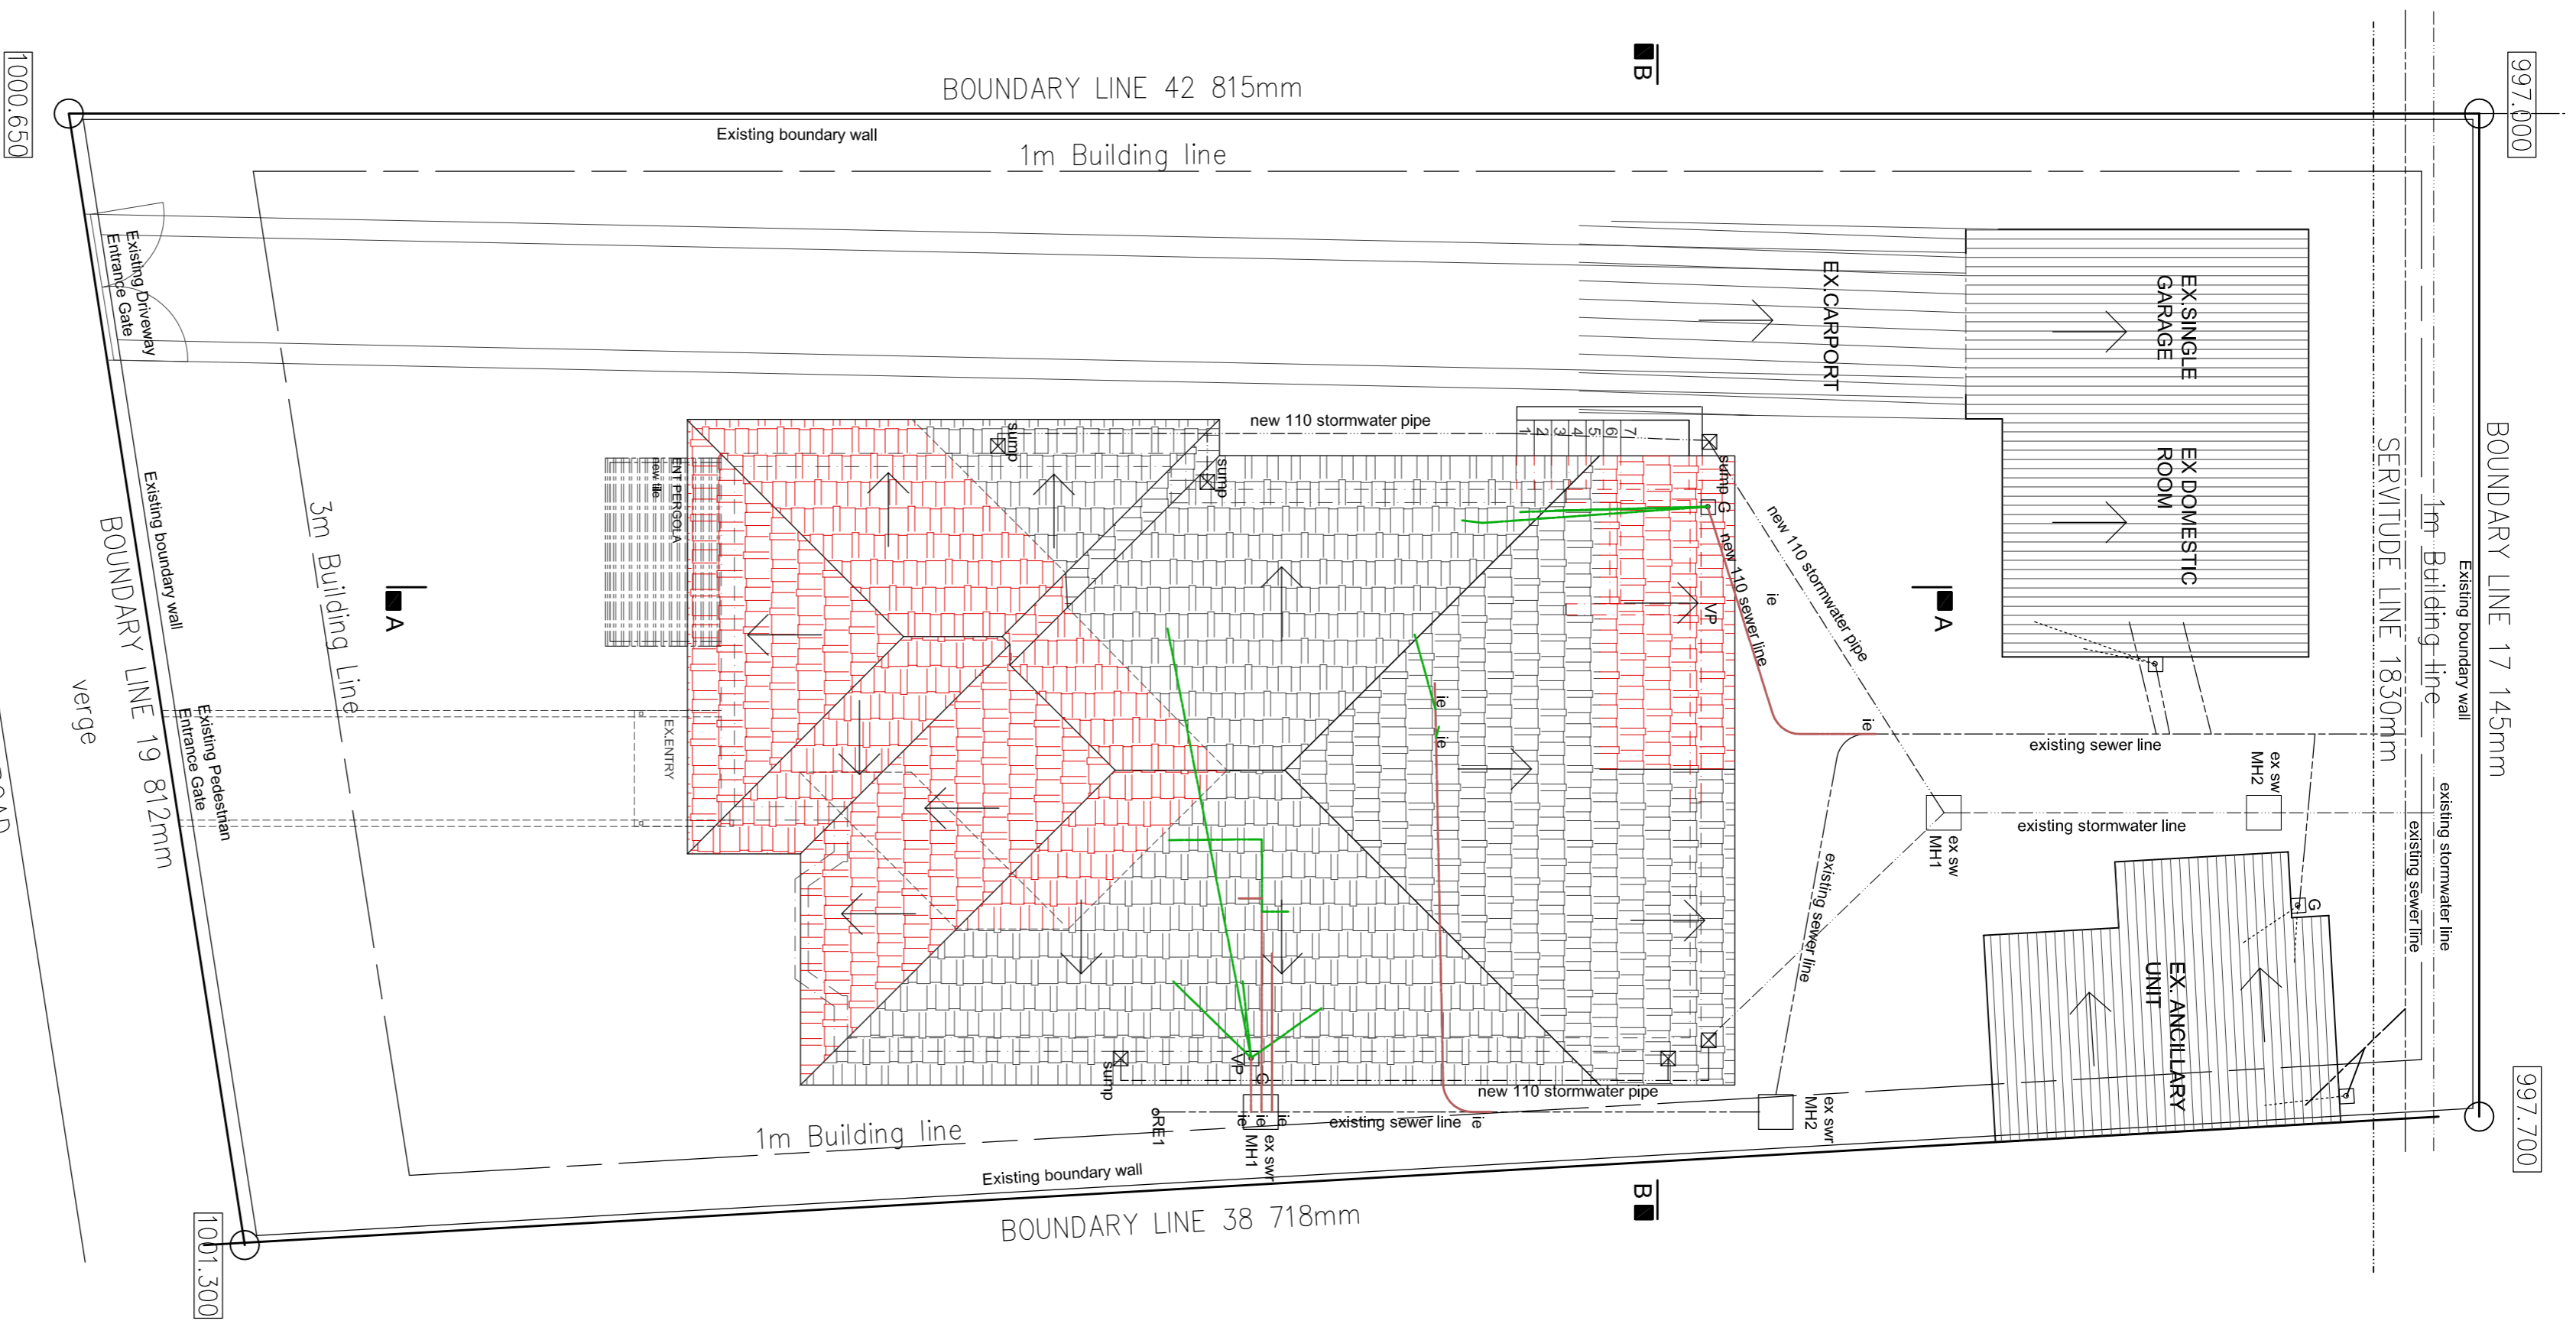 1000.650
BOUNDARY LINE 42 815mm
B
997.000
Existing boundary wall
1m Building line
Existing Driveway
Entrance Gate
EX.CARPORT
EX.SINGLE
GARAGE
EX DOMESTIC
ROOM
BOUNDARY LINE 17 145mm
SERVITUDE LINE 1830mm
1m Building line
Existing boundary wall
new 110 stormwater pipe
1
2
3
4
5
6
7
sump
sump
sump
G
new 110 stormwater pipe
new 110 sewer line
ie
VP
ENT PERGOLA
new tile
A
A
3m Building Line
Existing boundary wall
BOUNDARY LINE 19 812mm
verge
Existing Pedestrian
Entrance Gate
EX.ENTRY
ie
ie
ie
existing sewer line
ex sw
MH2
existing stormwater line
ex sw
MH1
existing sewer line
existing stormwater line
existing sewer line
G
EX. ANCILLARY
UNIT
sump
VP
G
new 110 stormwater pipe
RE1
ie
ie
ie
ex swr
MH1
existing sewer line
ie
ex swr
MH2
1m Building line
Existing boundary wall
BOUNDARY LINE 38 718mm
B
997.700
1001.300